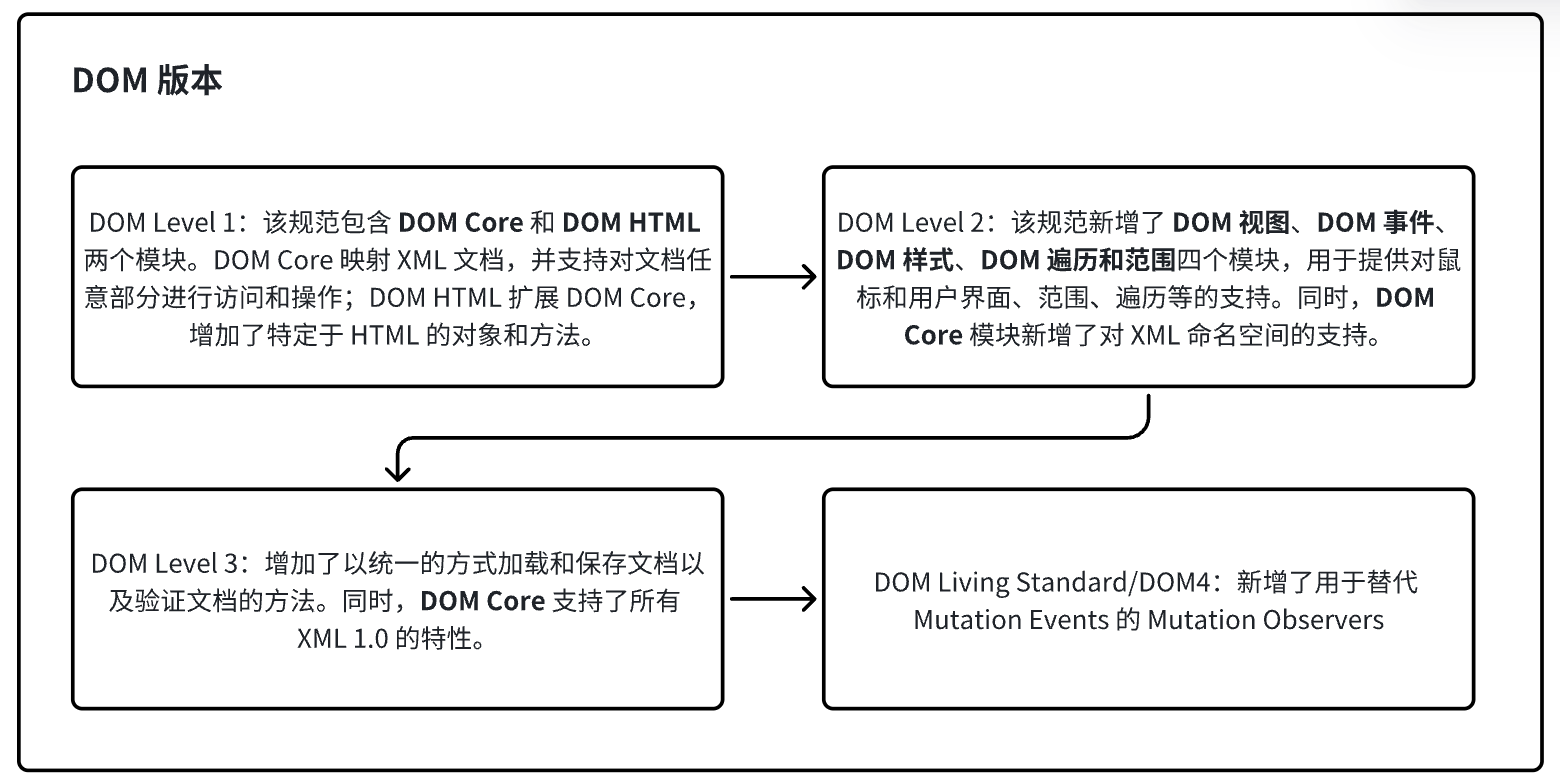 DOM 版本
DOM Level 1：该规范包含 DOM Core 和 DOM HTML
两个模块。DOM Core 映射 XML 文档，并支持对文档任
意部分进行访问和操作；DOM HTML 扩展 DOM Core，
增加了特定于 HTML 的对象和方法。
DOM Level 2：该规范新增了 DOM 视图、DOM 事件、
DOM 样式、DOM 遍历和范围四个模块，用于提供对鼠
标和用户界面、范围、遍历等的支持。同时，DOM
Core 模块新增了对 XML 命名空间的支持。
DOM Level 3：增加了以统一的方式加载和保存文档以
及验证文档的方法。同时，DOM Core 支持了所有
XML 1.0 的特性。
DOM Living Standard/DOM4：新增了用于替代
Mutation Events 的 Mutation Observers